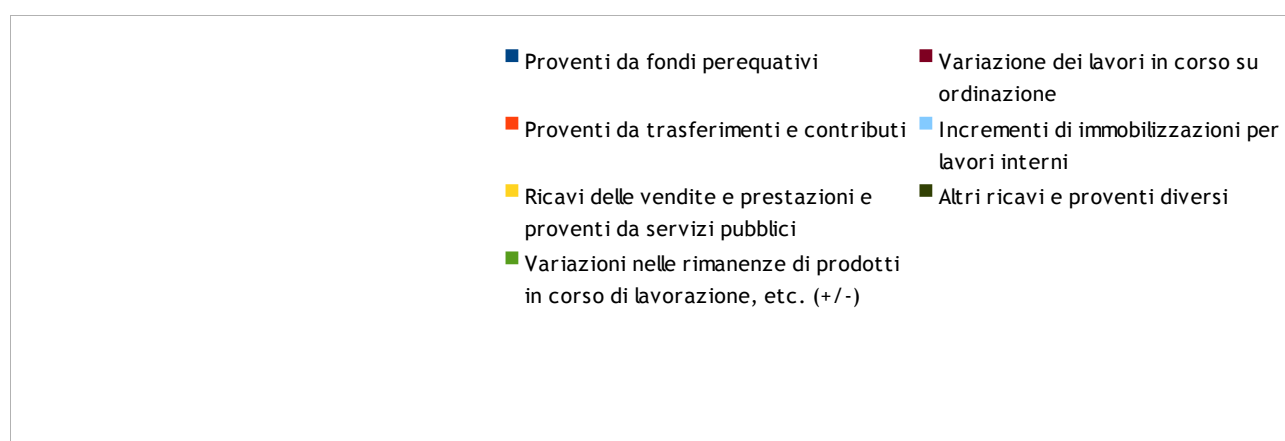 Proventi da fondi perequativi
Proventi da trasferimenti e contributi
Ricavi delle vendite e prestazioni e
proventi da servizi pubblici
Variazioni nelle rimanenze di prodotti
in corso di lavorazione, etc. (+/-)
Variazione dei lavori in corso su
ordinazione
Incrementi di immobilizzazioni per
lavori interni
Altri ricavi e proventi diversi